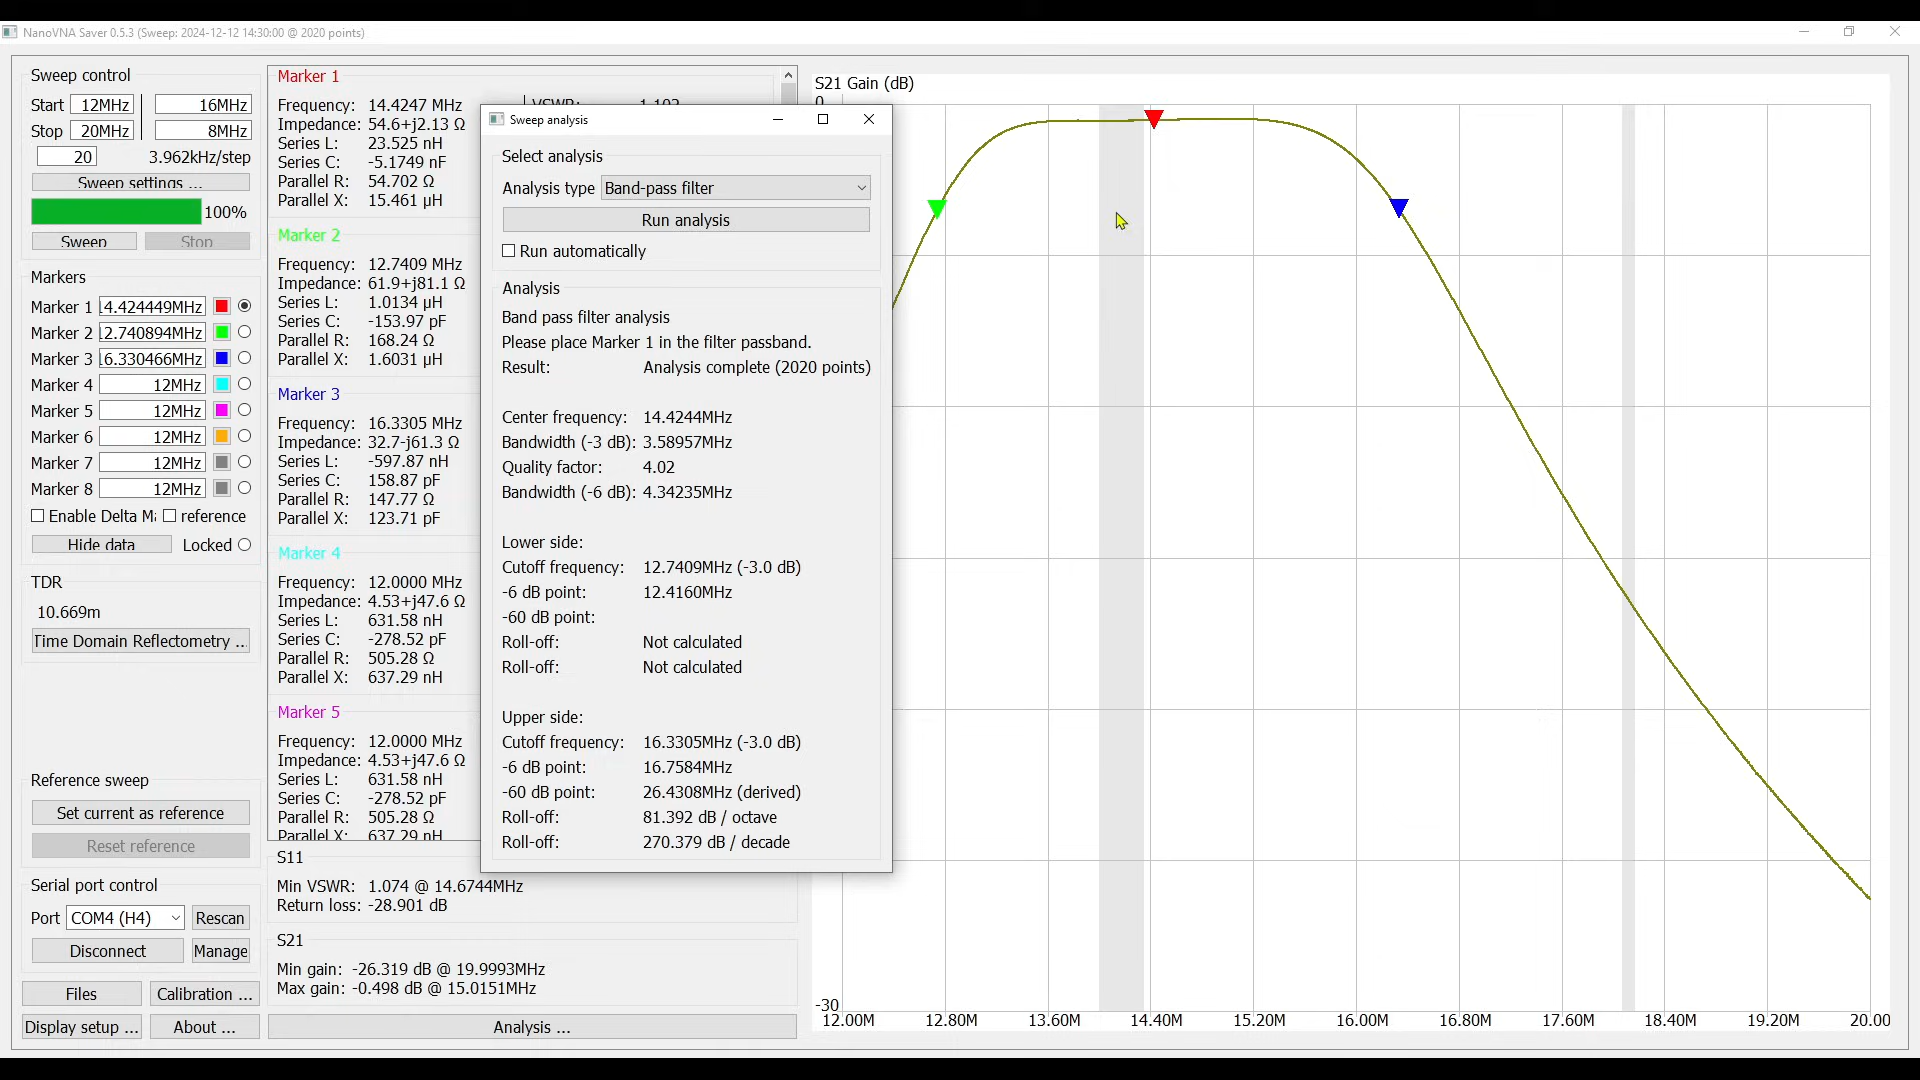 NanoVNA Saver 0.5.3 (Sweep: 2024-12-12 14:30:00 @ 2020 points)
Sweep control
Start 12MHz 16MHz
Stop 20MHz 8MHz
20 3.962kHz/step
Sweep settings ...
100%
Sweep Stop
Markers
Marker 1 14.424449MHz
Marker 2 12.740894MHz
Marker 3 16.330466MHz
Marker 4 12MHz
Marker 5 12MHz
Marker 6 12MHz
Marker 7 12MHz
Marker 8 12MHz
Enable Delta Ma reference
Hide data Locked
TDR
10.669m
Time Domain Reflectometry ...
Reference sweep
Set current as reference
Reset reference
Serial port control
Port COM4 (H4) Rescan
Disconnect Manage
Files Calibration ...
Display setup ... About ...
Marker 1
Frequency: 14.4247 MHz VSWR: 1.102
Impedance: 54.6+j2.13 Ω
Series L: 23.525 nH
Series C: -5.1749 nF
Parallel R: 54.702 Ω
Parallel X: 15.461 µH
Marker 2
Frequency: 12.7409 MHz
Impedance: 61.9+j81.1 Ω
Series L: 1.0134 µH
Series C: -153.97 pF
Parallel R: 168.24 Ω
Parallel X: 1.6031 µH
Marker 3
Frequency: 16.3305 MHz
Impedance: 32.7-j61.3 Ω
Series L: -597.87 nH
Series C: 158.87 pF
Parallel R: 147.77 Ω
Parallel X: 123.71 pF
Marker 4
Frequency: 12.0000 MHz
Impedance: 4.53+j47.6 Ω
Series L: 631.58 nH
Series C: -278.52 pF
Parallel R: 505.28 Ω
Parallel X: 637.29 nH
Marker 5
Frequency: 12.0000 MHz
Impedance: 4.53+j47.6 Ω
Series L: 631.58 nH
Series C: -278.52 pF
Parallel R: 505.28 Ω
Parallel X: 637.29 nH
S11
Min VSWR: 1.074 @ 14.6744MHz
Return loss: -28.901 dB
S21
Min gain: -26.319 dB @ 19.9993MHz
Max gain: -0.498 dB @ 15.0151MHz
Analysis ...
Sweep analysis
Select analysis
Analysis type Band-pass filter
Run analysis
Run automatically
Analysis
Band pass filter analysis
Please place Marker 1 in the filter passband.
Result: Analysis complete (2020 points)
Center frequency: 14.4244MHz
Bandwidth (-3 dB): 3.58957MHz
Quality factor: 4.02
Bandwidth (-6 dB): 4.34235MHz
Lower side:
Cutoff frequency: 12.7409MHz (-3.0 dB)
-6 dB point: 12.4160MHz
-60 dB point:
Roll-off: Not calculated
Roll-off: Not calculated
Upper side:
Cutoff frequency: 16.3305MHz (-3.0 dB)
-6 dB point: 16.7584MHz
-60 dB point: 26.4308MHz (derived)
Roll-off: 81.392 dB / octave
Roll-off: 270.379 dB / decade
S21 Gain (dB)
0
-30
12.00M 12.80M 13.60M 14.40M 15.20M 16.00M 16.80M 17.60M 18.40M 19.20M 20.00